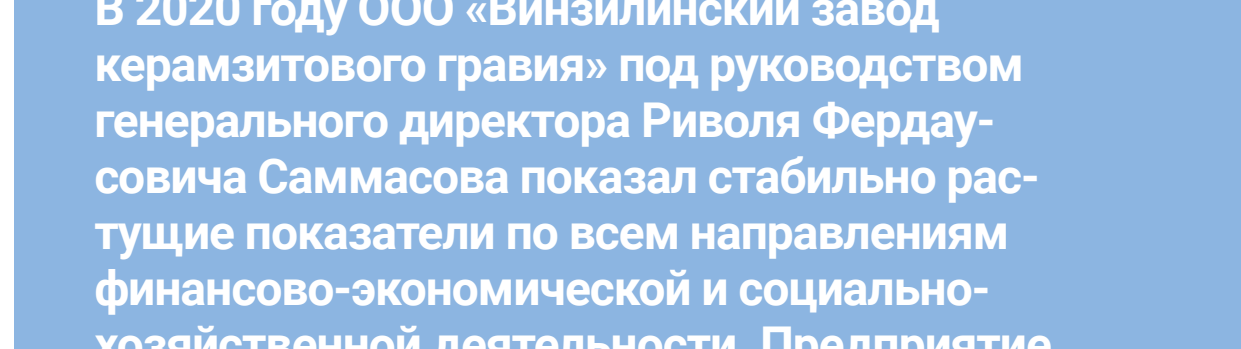 В 2020 году ООО «Винзилинский завод
керамзитового гравия» под руководством
генерального директора Риволя Фердау-
совича Саммасова показал стабильно рас-
тущие показатели по всем направлениям
финансово-экономической и социально-
хозяйственной деятельности. Предприятие